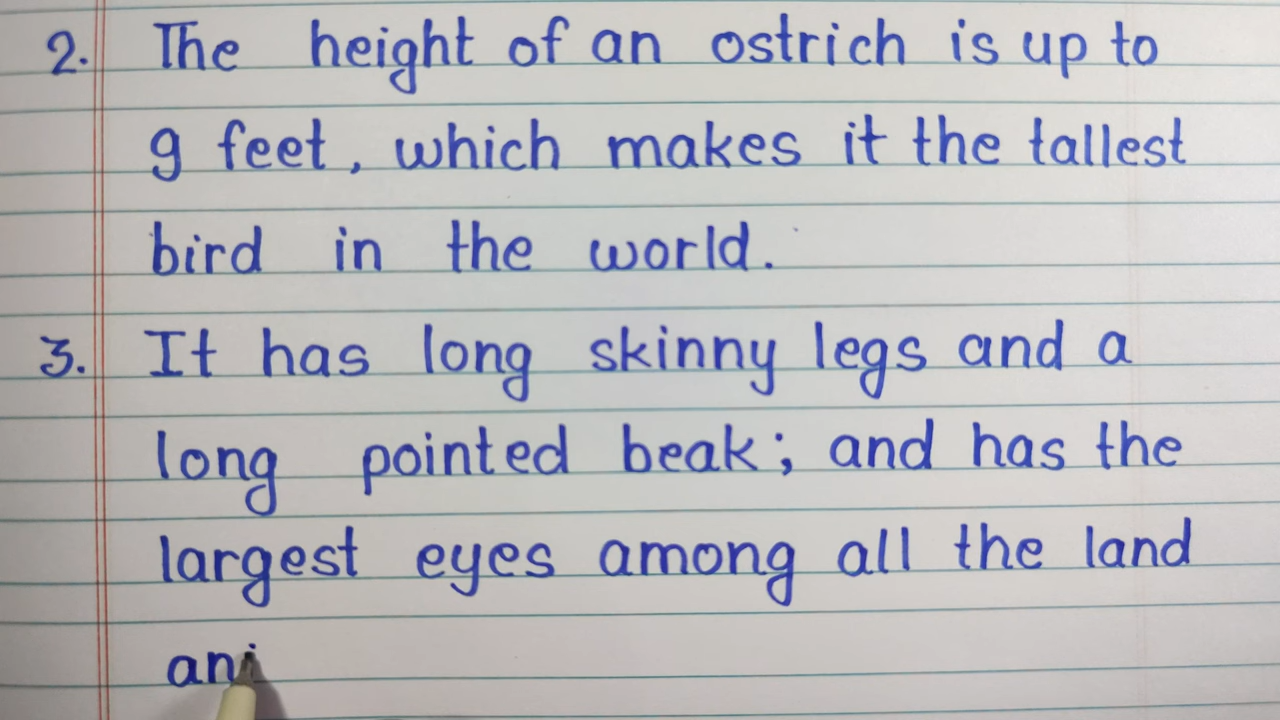 2. The height of an ostrich is up to
9 feet, which makes it the tallest
bird in the world.
3. It has long skinny legs and a
long pointed beak; and has the
largest eyes among all the land
ani